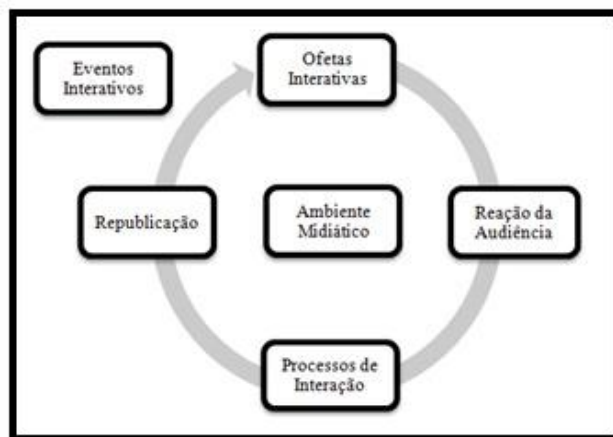 Eventos
Interativos
Ofetas
Interativas
Republicação
Ambiente
Midiático
Reação da
Audiência
Processos de
Interação